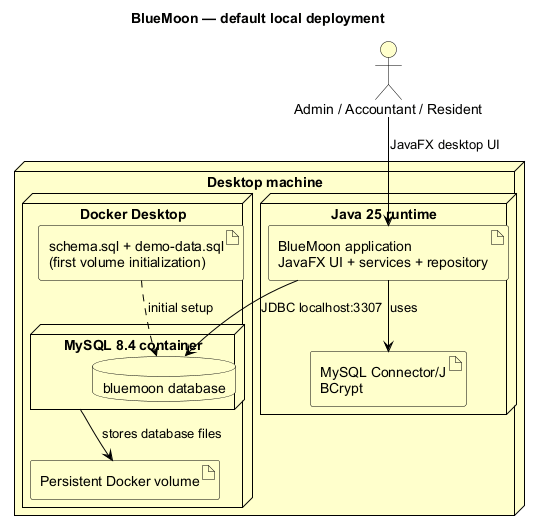 BlueMoon — default local deployment
Admin / Accountant / Resident
JavaFX desktop UI
Desktop machine
Docker Desktop
Java 25 runtime
schema.sql + demo-data.sql
(first volume initialization)
BlueMoon application
JavaFX UI + services + repository
initial setup
JDBC localhost:3307
uses
MySQL 8.4 container
bluemoon database
MySQL Connector/J
BCrypt
stores database files
Persistent Docker volume